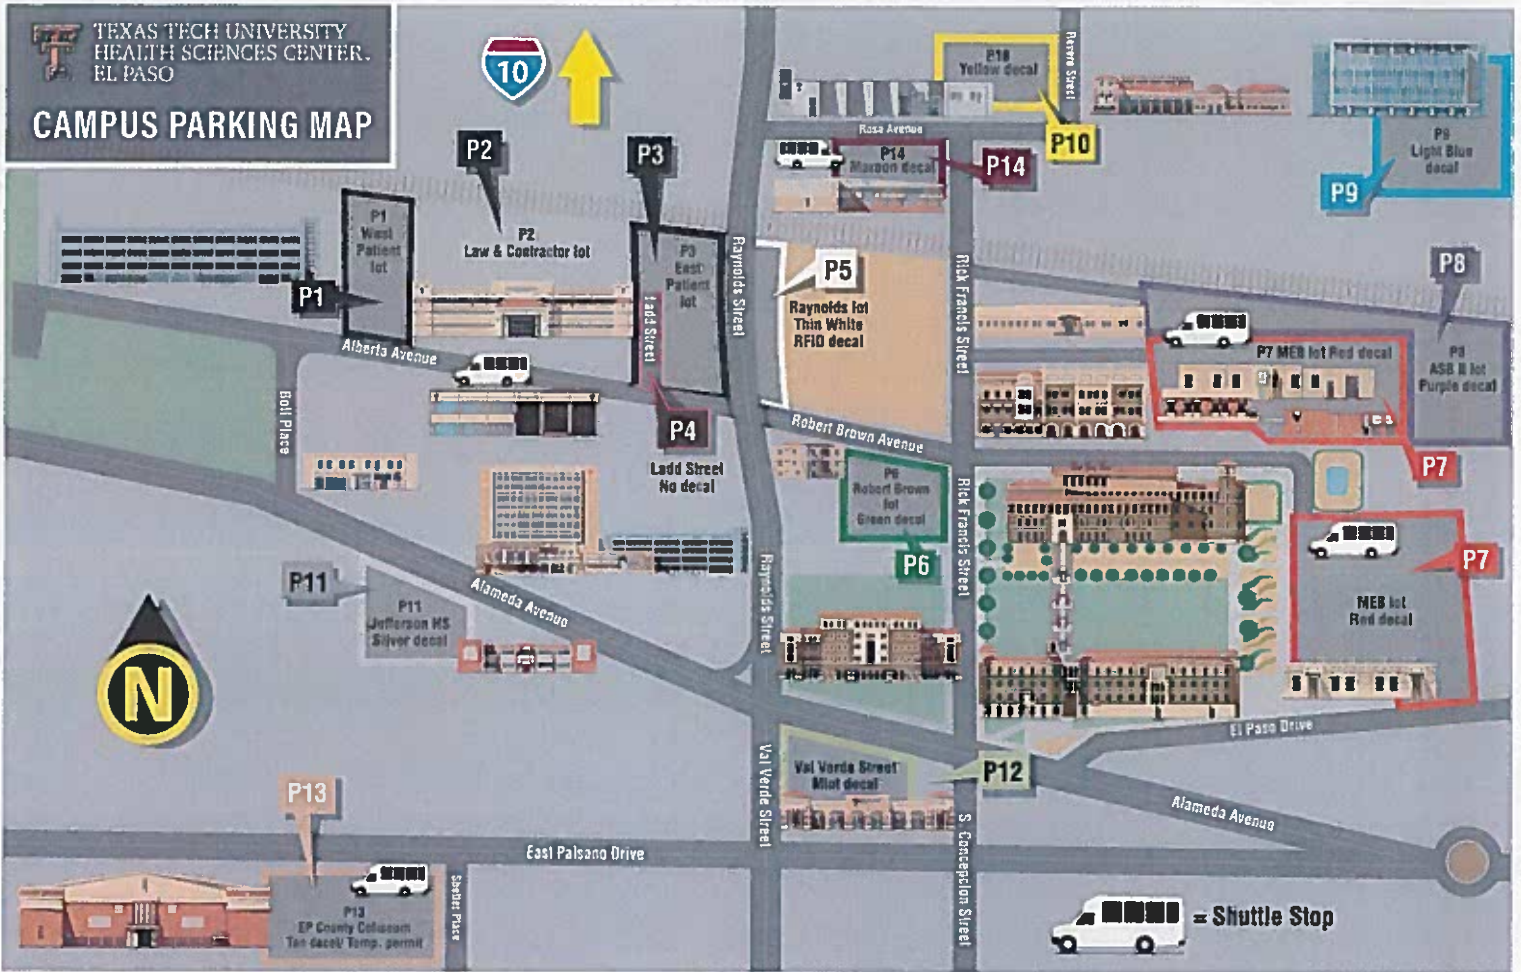 TEXAS TECH UNIVERSITY
HEALTH SCIENCES CENTER.
EL PASO
CAMPUS PARKING MAP
10
P10
Yellow decal
Revere Street
P10
Rosa Avenue
P14
Maroon decal
P14
P9
Light Blue
decal
P9
P2
P3
P1
West
Patient
lot
P1
P2
Law & Contractor lot
P3
East
Patient
lot
Ladd Street
Raynolds Street
P5
Raynolds lot
Thin White
RFID decal
Rick Francis Street
P8
P7 MEB lot Red decal
P8
ASB II lot
Purple decal
Alberta Avenue
Boll Place
P4
Ladd Street
No decal
Robert Brown Avenue
P7
P6
Robert Brown
lot
Green decal
P6
Rick Francis Street
P7
MEB lot
Red decal
P11
P11
Jefferson HS
Silver decal
Alameda Avenue
Raynolds Street
N
El Paso Drive
Val Verde Street
Val Verde Street
Mint decal
P12
Alameda Avenue
P13
East Paisano Drive
S. Concepcion Street
Shelter Place
P13
EP County Coliseum
Tan decal/ Temp. permit
= Shuttle Stop